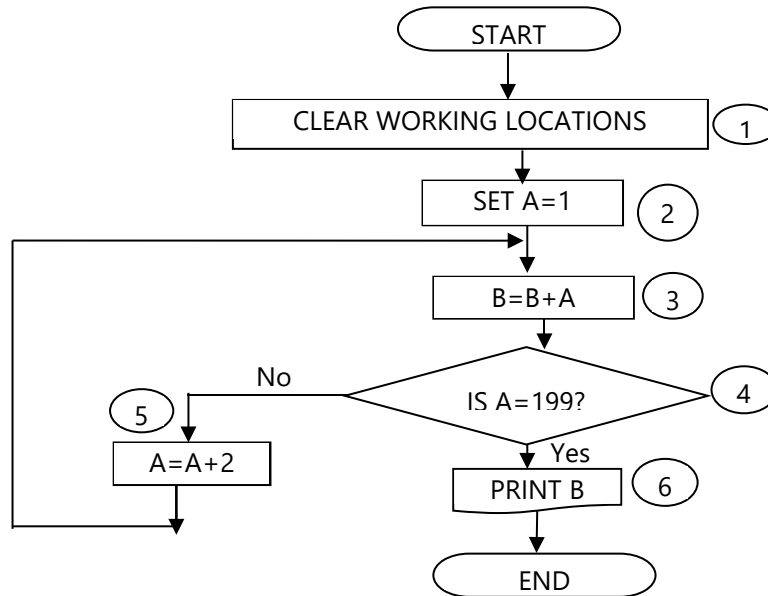 START
CLEAR WORKING LOCATIONS
1
SET A=1
2
B=B+A
3
No
IS A=199?
4
5
A=A+2
Yes
PRINT B
6
END